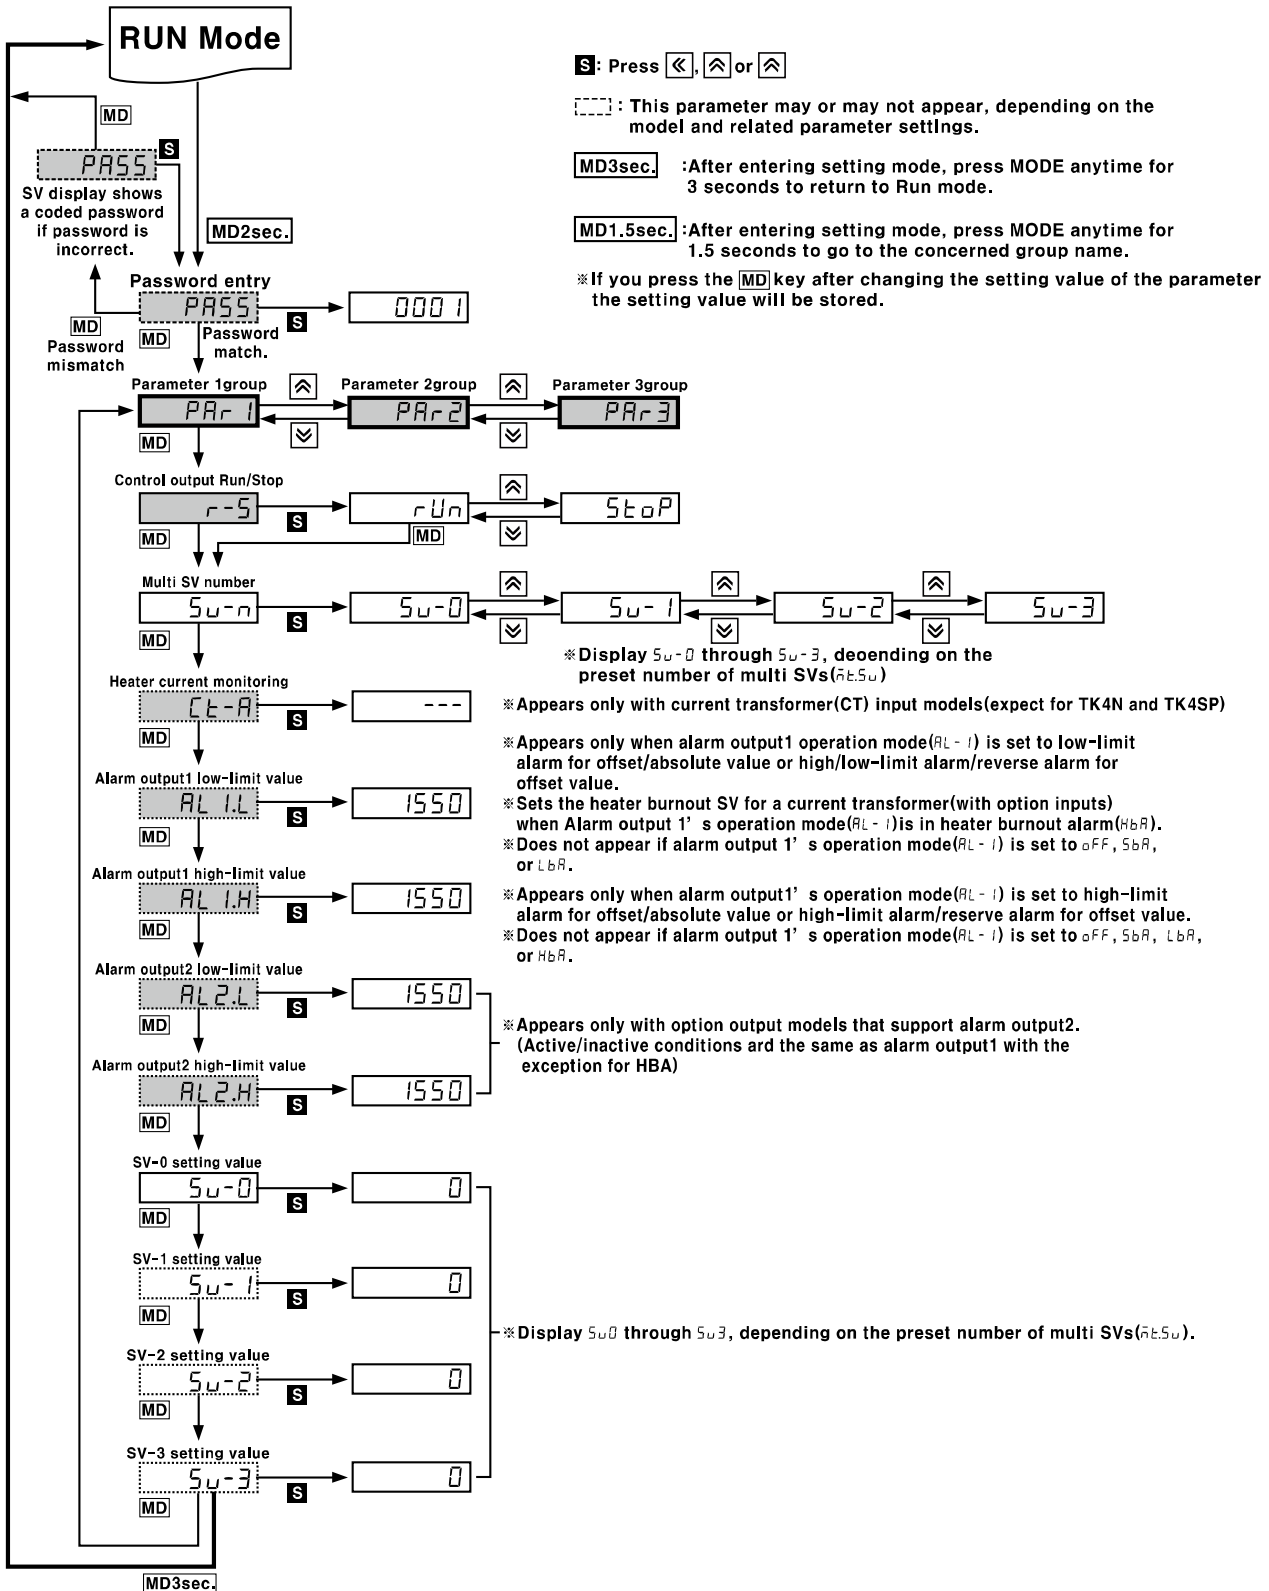 RUN Mode
S: Press «, or
MD
PASS S
SV display shows
a coded password
if password is
incorrect.
MD2sec.
: This parameter may or may not appear, depending on the
model and related parameter settings.
MD3sec. :After entering setting mode, press MODE anytime for
3 seconds to return to Run mode.
MD1.5sec. :After entering setting mode, press MODE anytime for
1.5 seconds to go to the concerned group name.
※If you press the MD key after changing the setting value of the parameter
the setting value will be stored.
Password entry
PASS S 0001
MD
Password
mismatch
MD
Password
match.
Parameter 1group Parameter 2group Parameter 3group
PAr1 PAr2 PAr3
MD
Control output Run/Stop
r-S S rUn StoP
MD MD
Multi SV number
Su-n S Su-0 Su-1 Su-2 Su-3
MD
※Display Su-0 through Su-3, deoending on the
preset number of multi SVs(mt.Su)
Heater current monitoring
Ct-A S ---
MD
※Appears only with current transformer(CT) input models(expect for TK4N and TK4SP)
Alarm output1 low-limit value
AL1.L S 1550
MD
※Appears only when alarm output1 operation mode(AL-1) is set to low-limit
alarm for offset/absolute value or high/low-limit alarm/reverse alarm for
offset value.
※Sets the heater burnout SV for a current transformer(with option inputs)
when Alarm output 1' s operation mode(AL-1)is in heater burnout alarm(HbA).
※Does not appear if alarm output 1' s operation mode(AL-1) is set to oFF, SbA,
or LbA.
Alarm output1 high-limit value
AL1.H S 1550
MD
※Appears only when alarm output1' s operation mode(AL-1) is set to high-limit
alarm for offset/absolute value or high-limit alarm/reserve alarm for offset value.
※Does not appear if alarm output 1' s operation mode(AL-1) is set to oFF, SbA, LbA,
or HbA.
Alarm output2 low-limit value
AL2.L S 1550
MD
Alarm output2 high-limit value
AL2.H S 1550
MD
※Appears only with option output models that support alarm output2.
(Active/inactive conditions ard the same as alarm output1 with the
exception for HBA)
SV-0 setting value
Su-0 S 0
MD
SV-1 setting value
Su-1 S 0
MD
※Display Su0 through Su3, depending on the preset number of multi SVs(mt.Su).
SV-2 setting value
Su-2 S 0
MD
SV-3 setting value
Su-3 S 0
MD
MD3sec.